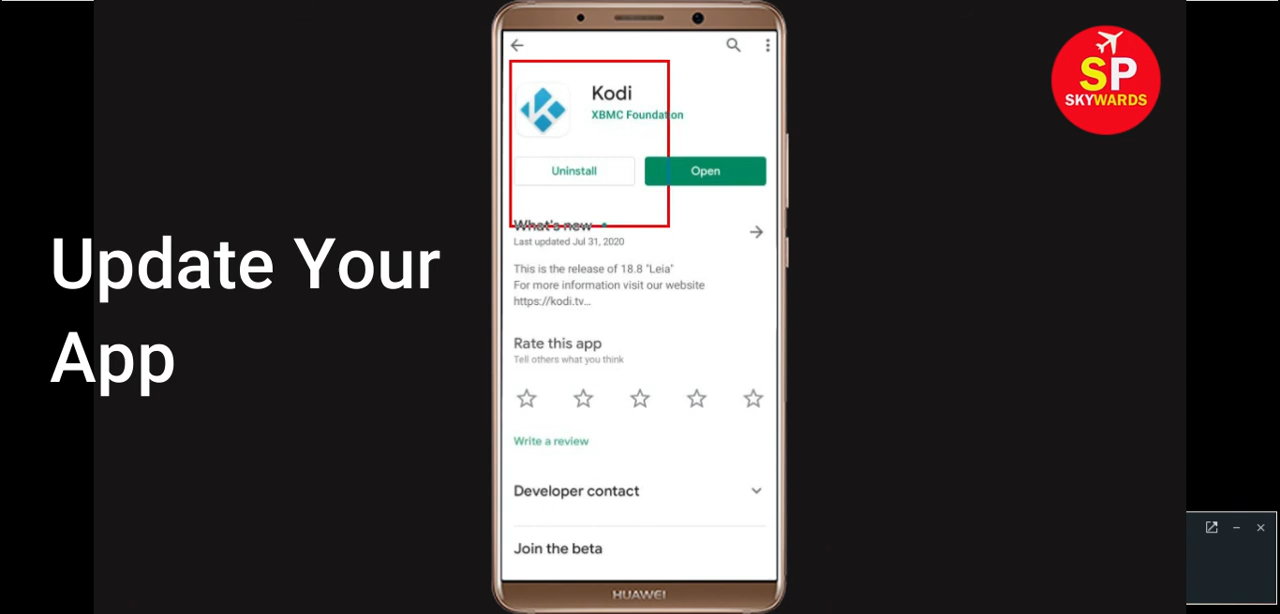 SP
SKYWARDS
Update Your
App
Kodi
XBMC Foundation
Uninstall
Open
What's new
Last updated Jul 31, 2020
This is the release of 18.8 "Leia"
For more information visit our website
https://kodi.tv...
Rate this app
Tell others what you think
Write a review
Developer contact
Join the beta
HUAWEI